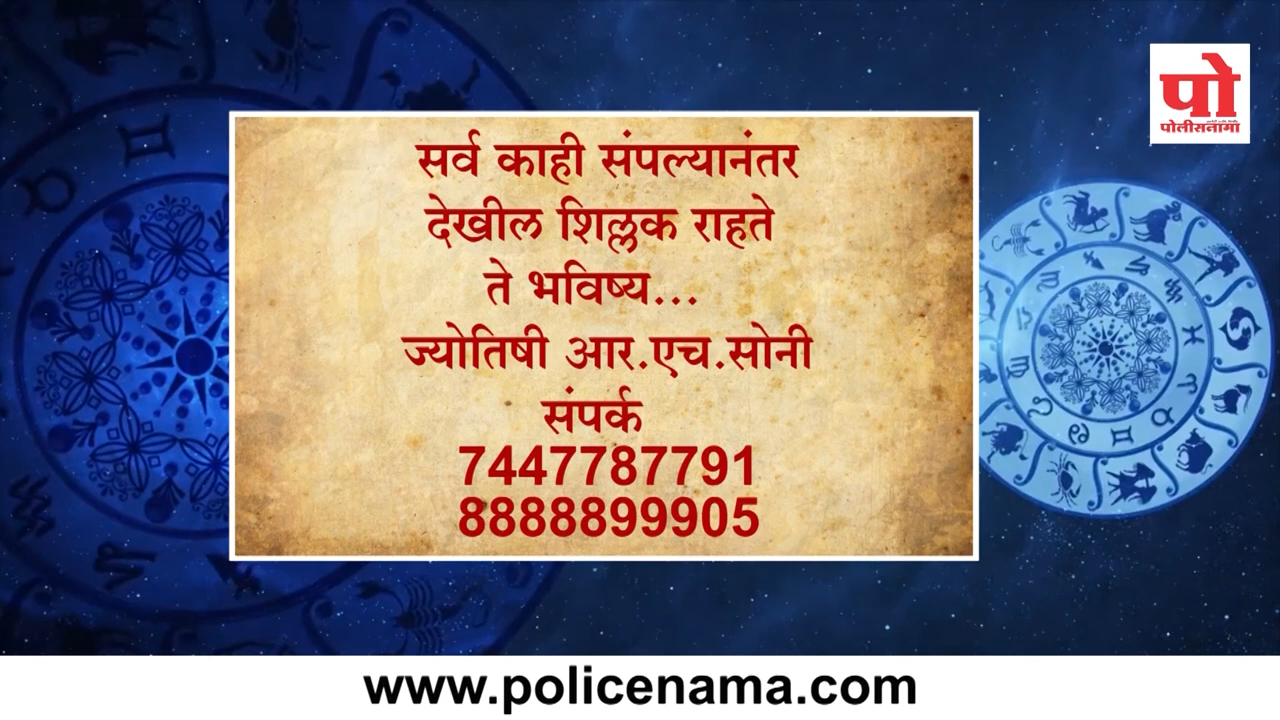 पो
पोलीसनामा
सर्व काही संपल्यानंतर
देखील शिल्लक राहते
ते भविष्य...
ज्योतिषी आर.एच.सोनी
संपर्क
7447787791
8888899905
www.policenama.com